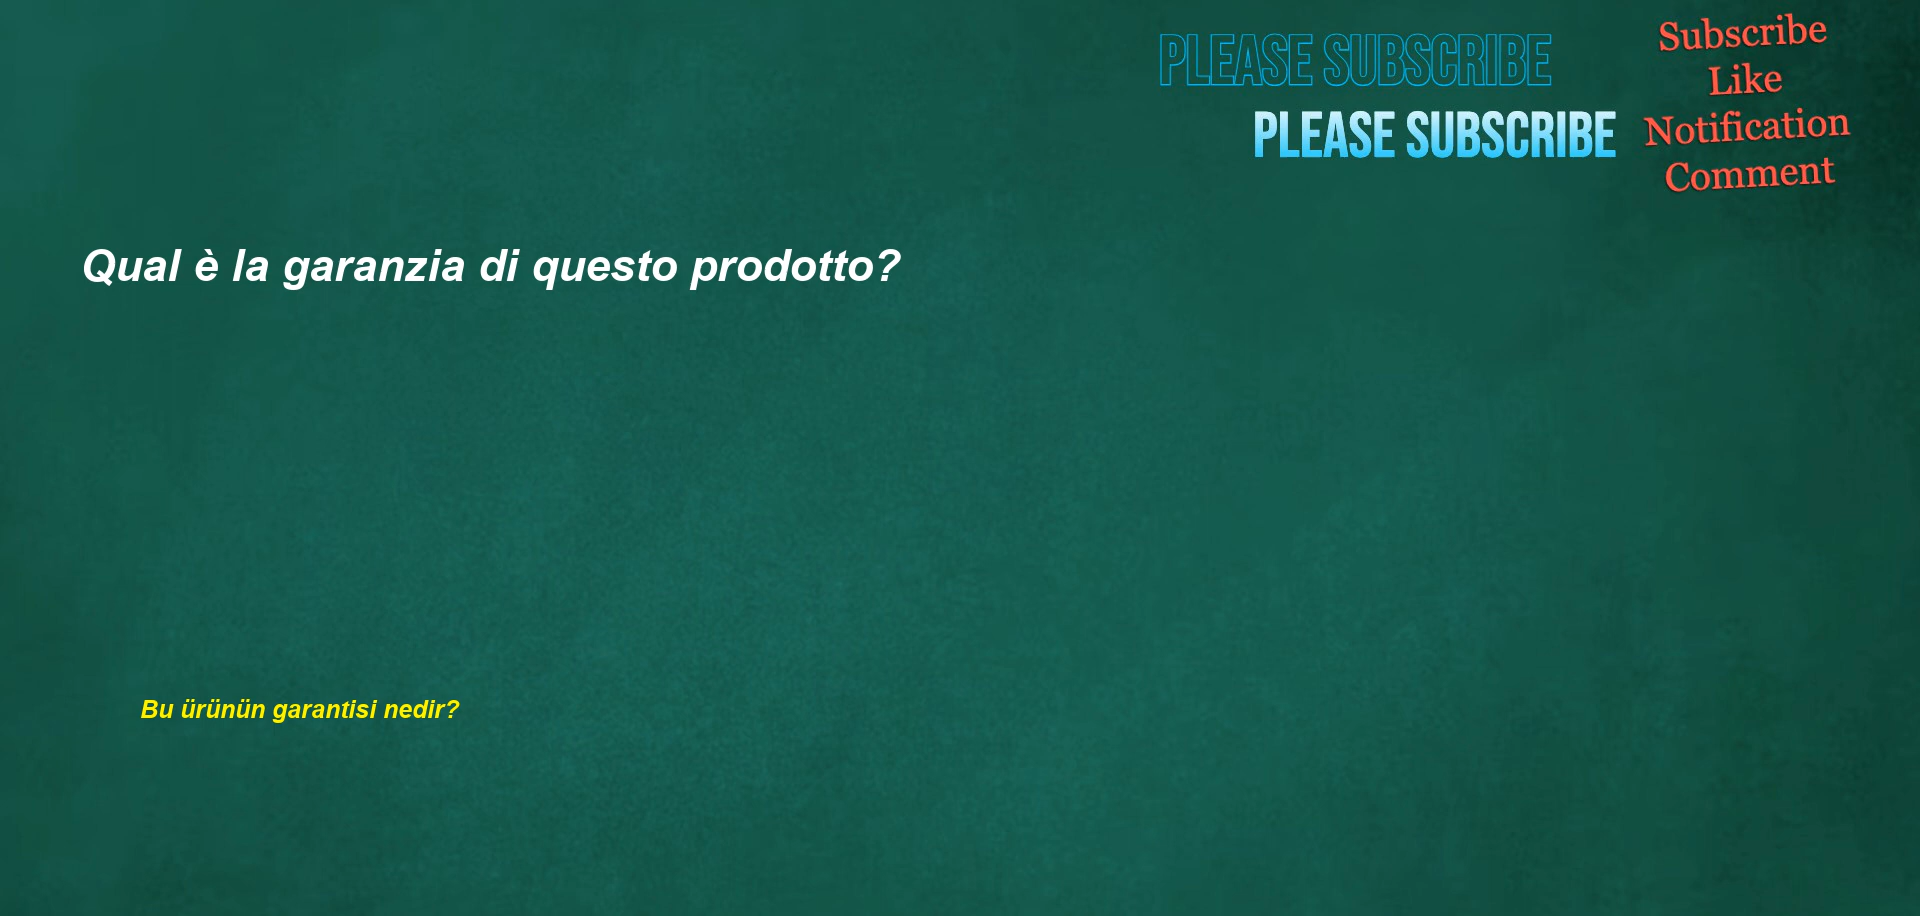 PLEASE SUBSCRIBE
PLEASE SUBSCRIBE
Subscribe
Like
Notification
Comment
Qual è la garanzia di questo prodotto?
Bu ürünün garantisi nedir?